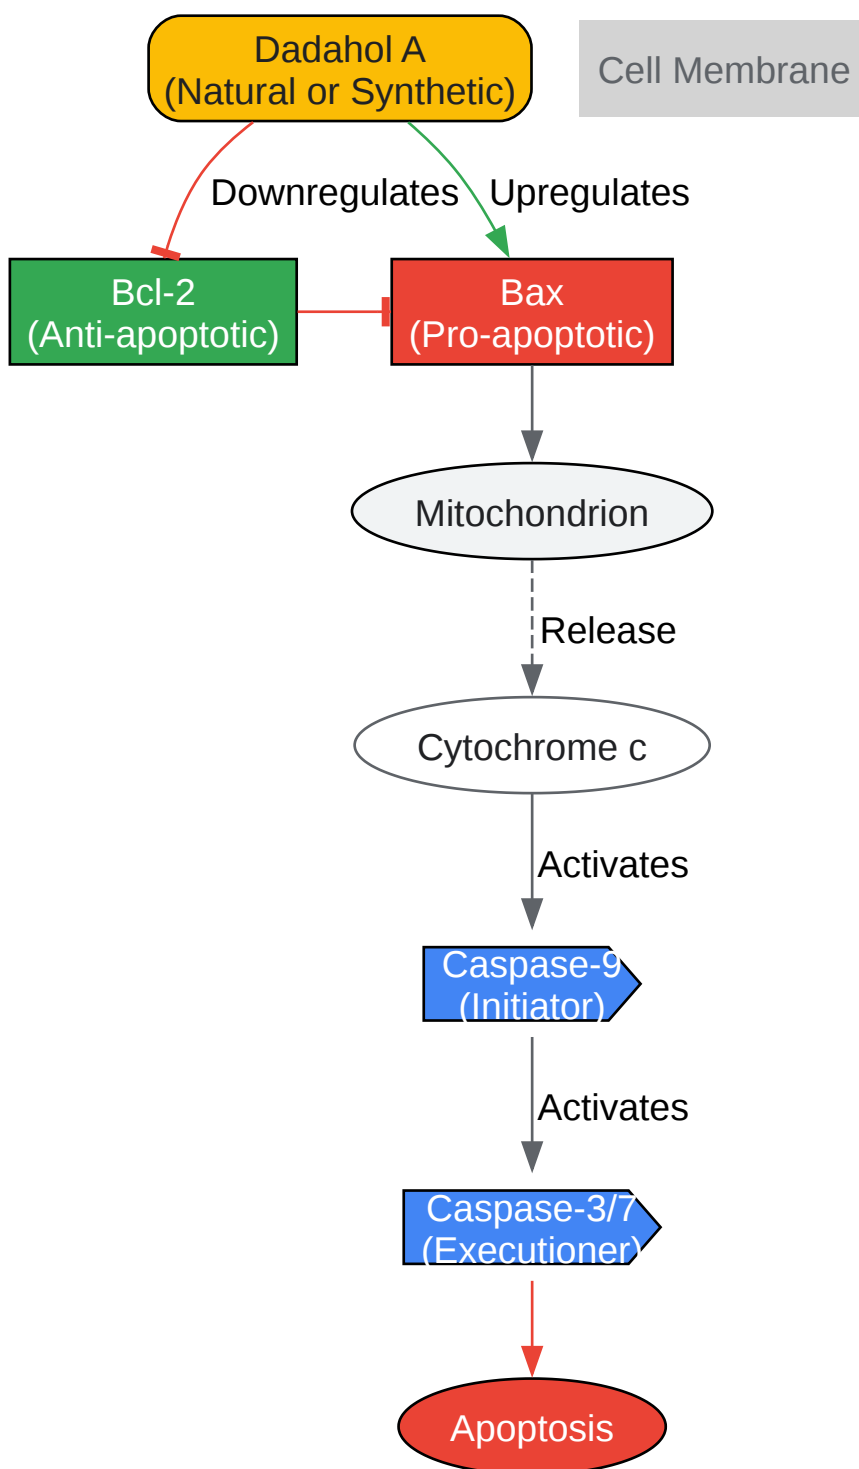 Dadahol A
(Natural or Synthetic)
Cell Membrane
Downregulates
Upregulates
Bcl-2
(Anti-apoptotic)
Bax
(Pro-apoptotic)
Mitochondrion
Release
Cytochrome c
Activates
Caspase-9
(Initiator)
Activates
Caspase-3/7
(Executioner)
Apoptosis